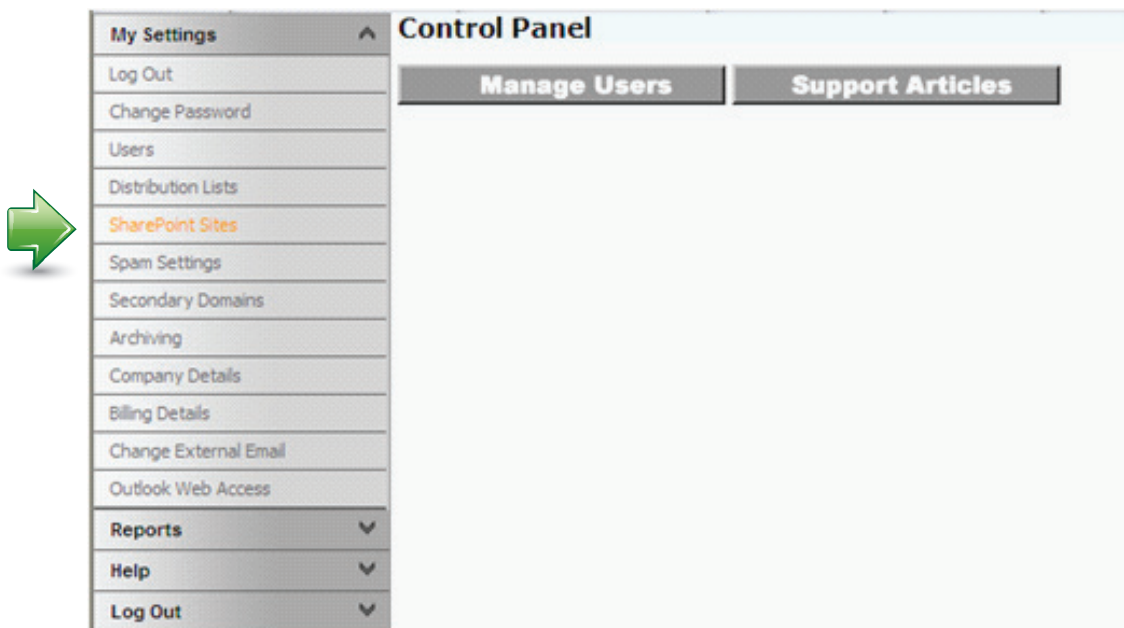 My Settings
Log Out
Change Password
Users
Distribution Lists
SharePoint Sites
Spam Settings
Secondary Domains
Archiving
Company Details
Billing Details
Change External Email
Outlook Web Access
Reports
Help
Log Out
Control Panel
Manage Users
Support Articles